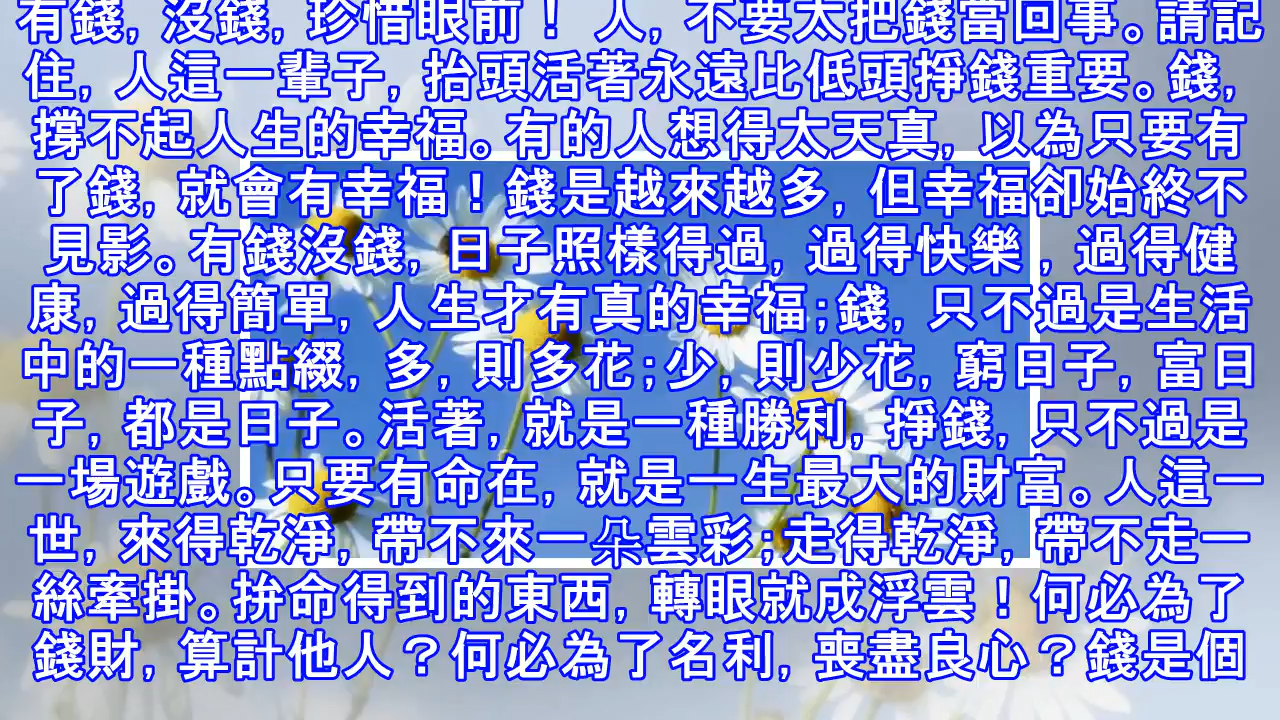 有錢, 沒錢, 珍惜眼前！ 人, 不要太把錢當回事。請記
住, 人這一輩子, 抬頭活著永遠比低頭掙錢重要。錢,
撐不起人生的幸福。有的人想得太天真, 以為只要有
了錢, 就會有幸福！錢是越來越多, 但幸福卻始終不
見影。有錢沒錢, 日子照樣得過, 過得快樂, 過得健
康, 過得簡單, 人生才有真的幸福;錢, 只不過是生活
中的一種點綴, 多, 則多花;少, 則少花, 窮日子, 富日
子, 都是日子。活著, 就是一種勝利, 掙錢, 只不過是
一場遊戲。只要有命在, 就是一生最大的財富。人這一
世, 來得乾淨, 帶不來一朵雲彩;走得乾淨, 帶不走一
絲牽掛。拚命得到的東西, 轉眼就成浮雲！何必為了
錢財, 算計他人？何必為了名利, 喪盡良心？錢是個